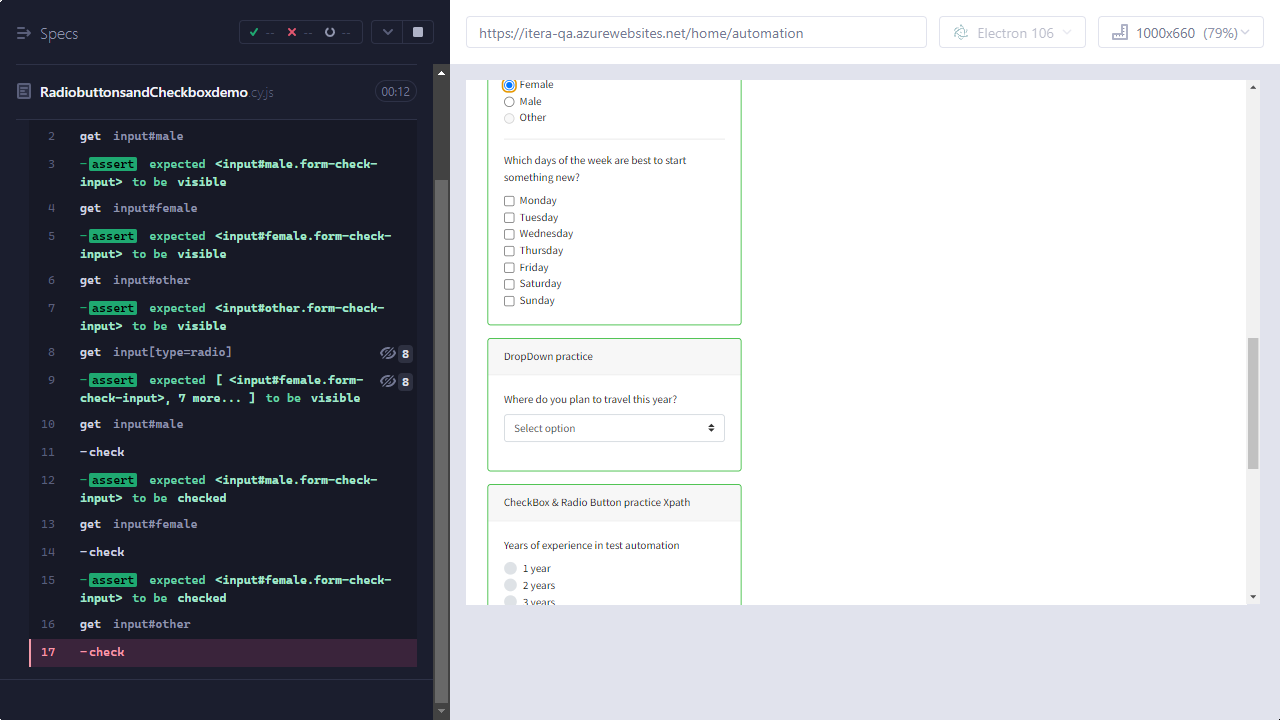 Specs
-- -- --
RadiobuttonsandCheckboxdemo.cy.js 00:12
2 get input#male
3 -assert expected <input#male.form-check-
input> to be visible
4 get input#female
5 -assert expected <input#female.form-check-
input> to be visible
6 get input#other
7 -assert expected <input#other.form-check-
input> to be visible
8 get input[type=radio] 8
9 -assert expected [ <input#female.form- 8
check-input>, 7 more... ] to be visible
10 get input#male
11 -check
12 -assert expected <input#male.form-check-
input> to be checked
13 get input#female
14 -check
15 -assert expected <input#female.form-check-
input> to be checked
16 get input#other
17 -check
https://itera-qa.azurewebsites.net/home/automation
Electron 106
1000x660 (79%)
Female
Male
Other
Which days of the week are best to start
something new?
Monday
Tuesday
Wednesday
Thursday
Friday
Saturday
Sunday
DropDown practice
Where do you plan to travel this year?
Select option
CheckBox & Radio Button practice Xpath
Years of experience in test automation
1 year
2 years
3 years